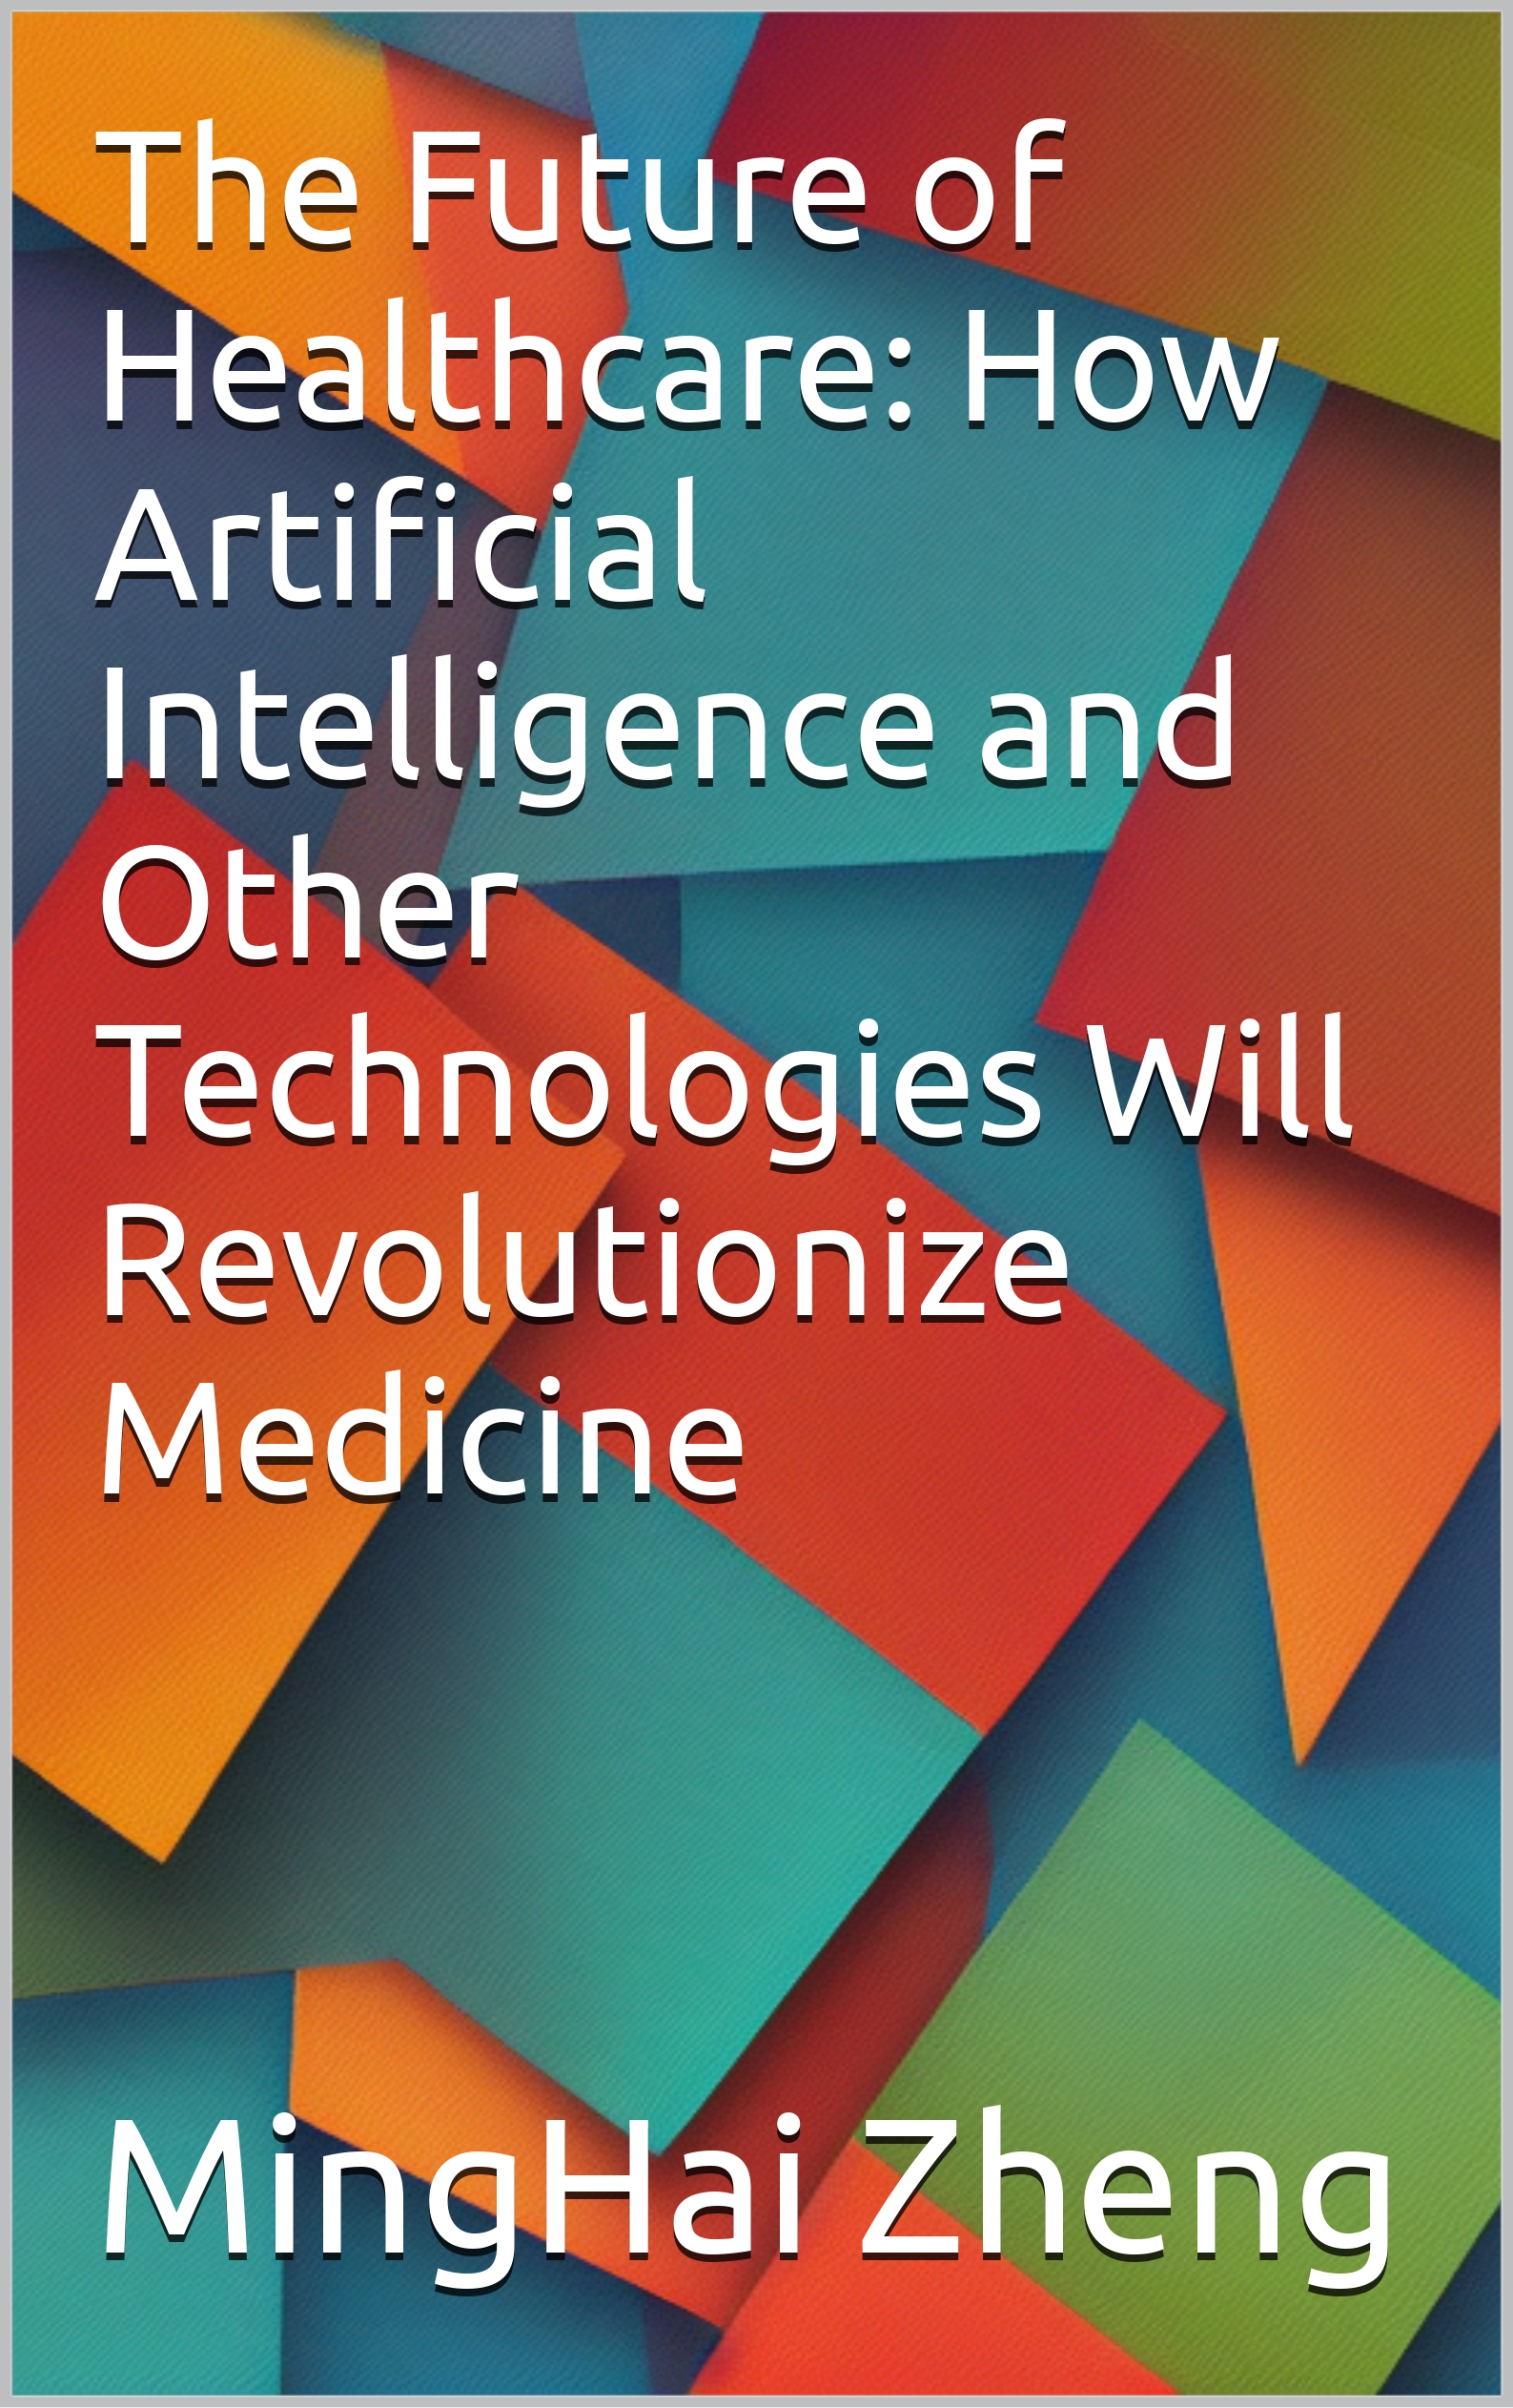 The Future of
Healthcare: How
Artificial
Intelligence and
Other
Technologies Will
Revolutionize
Medicine
MingHai Zheng